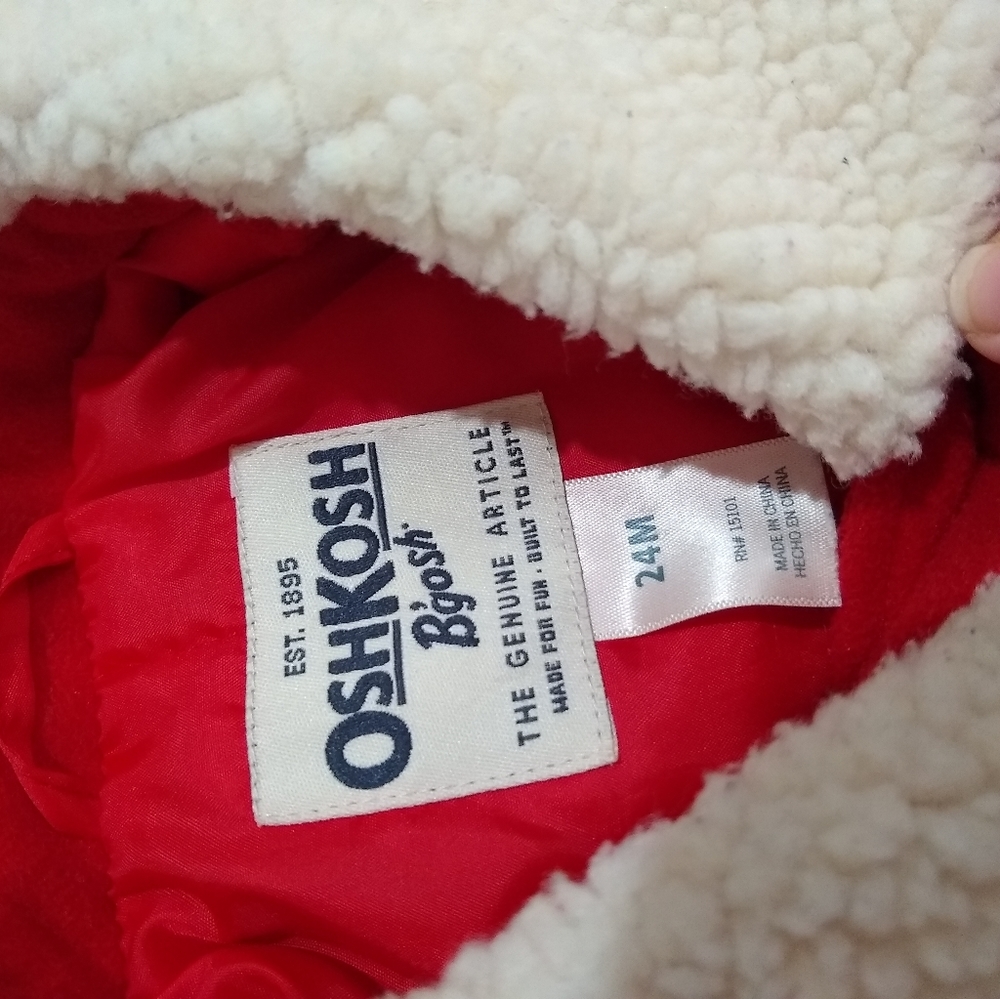 EST. 1895
OSHKOSH
B'gosh.
THE GENUINE ARTICLE
MADE FOR FUN · BUILT TO LAST™
24M
RN# 15101
MADE IN CHINA
HECHO EN CHINA